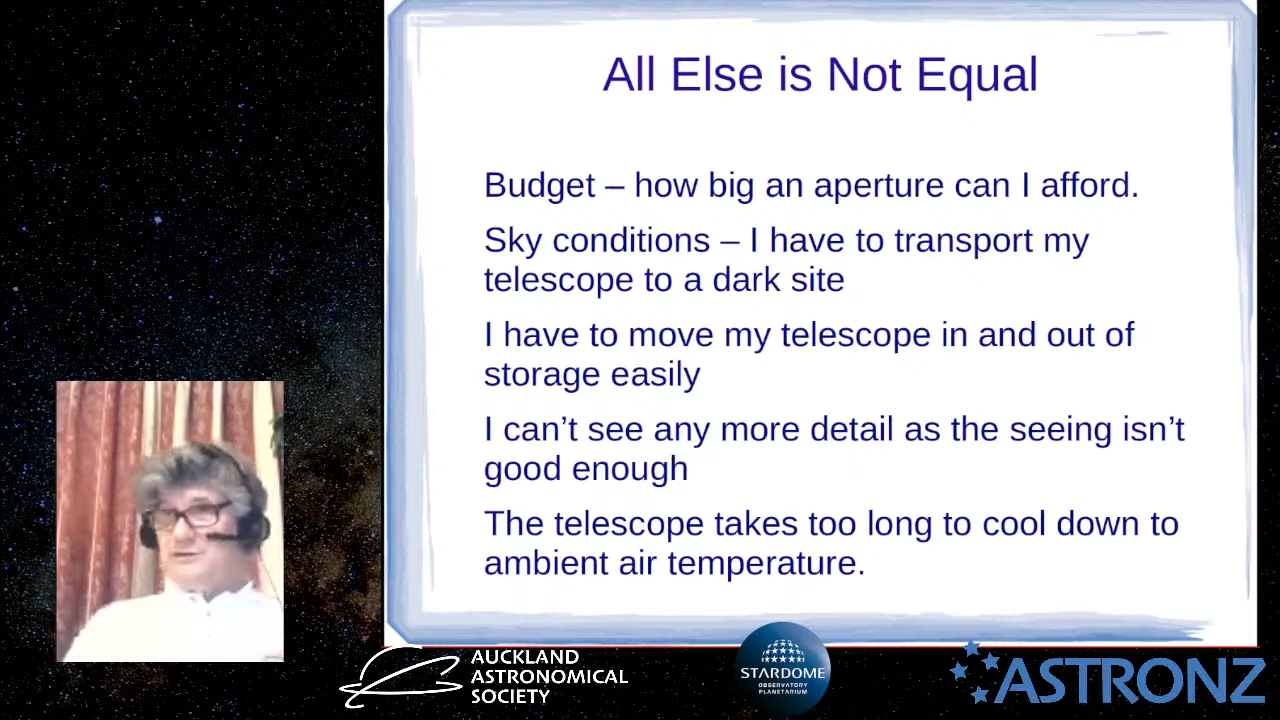 All Else is Not Equal
Budget – how big an aperture can I afford.
Sky conditions – I have to transport my
telescope to a dark site
I have to move my telescope in and out of
storage easily
I can’t see any more detail as the seeing isn’t
good enough
The telescope takes too long to cool down to
ambient air temperature.
AUCKLAND
ASTRONOMICAL
SOCIETY
STARDOME
OBSERVATORY
PLANETARIUM
ASTRONZ